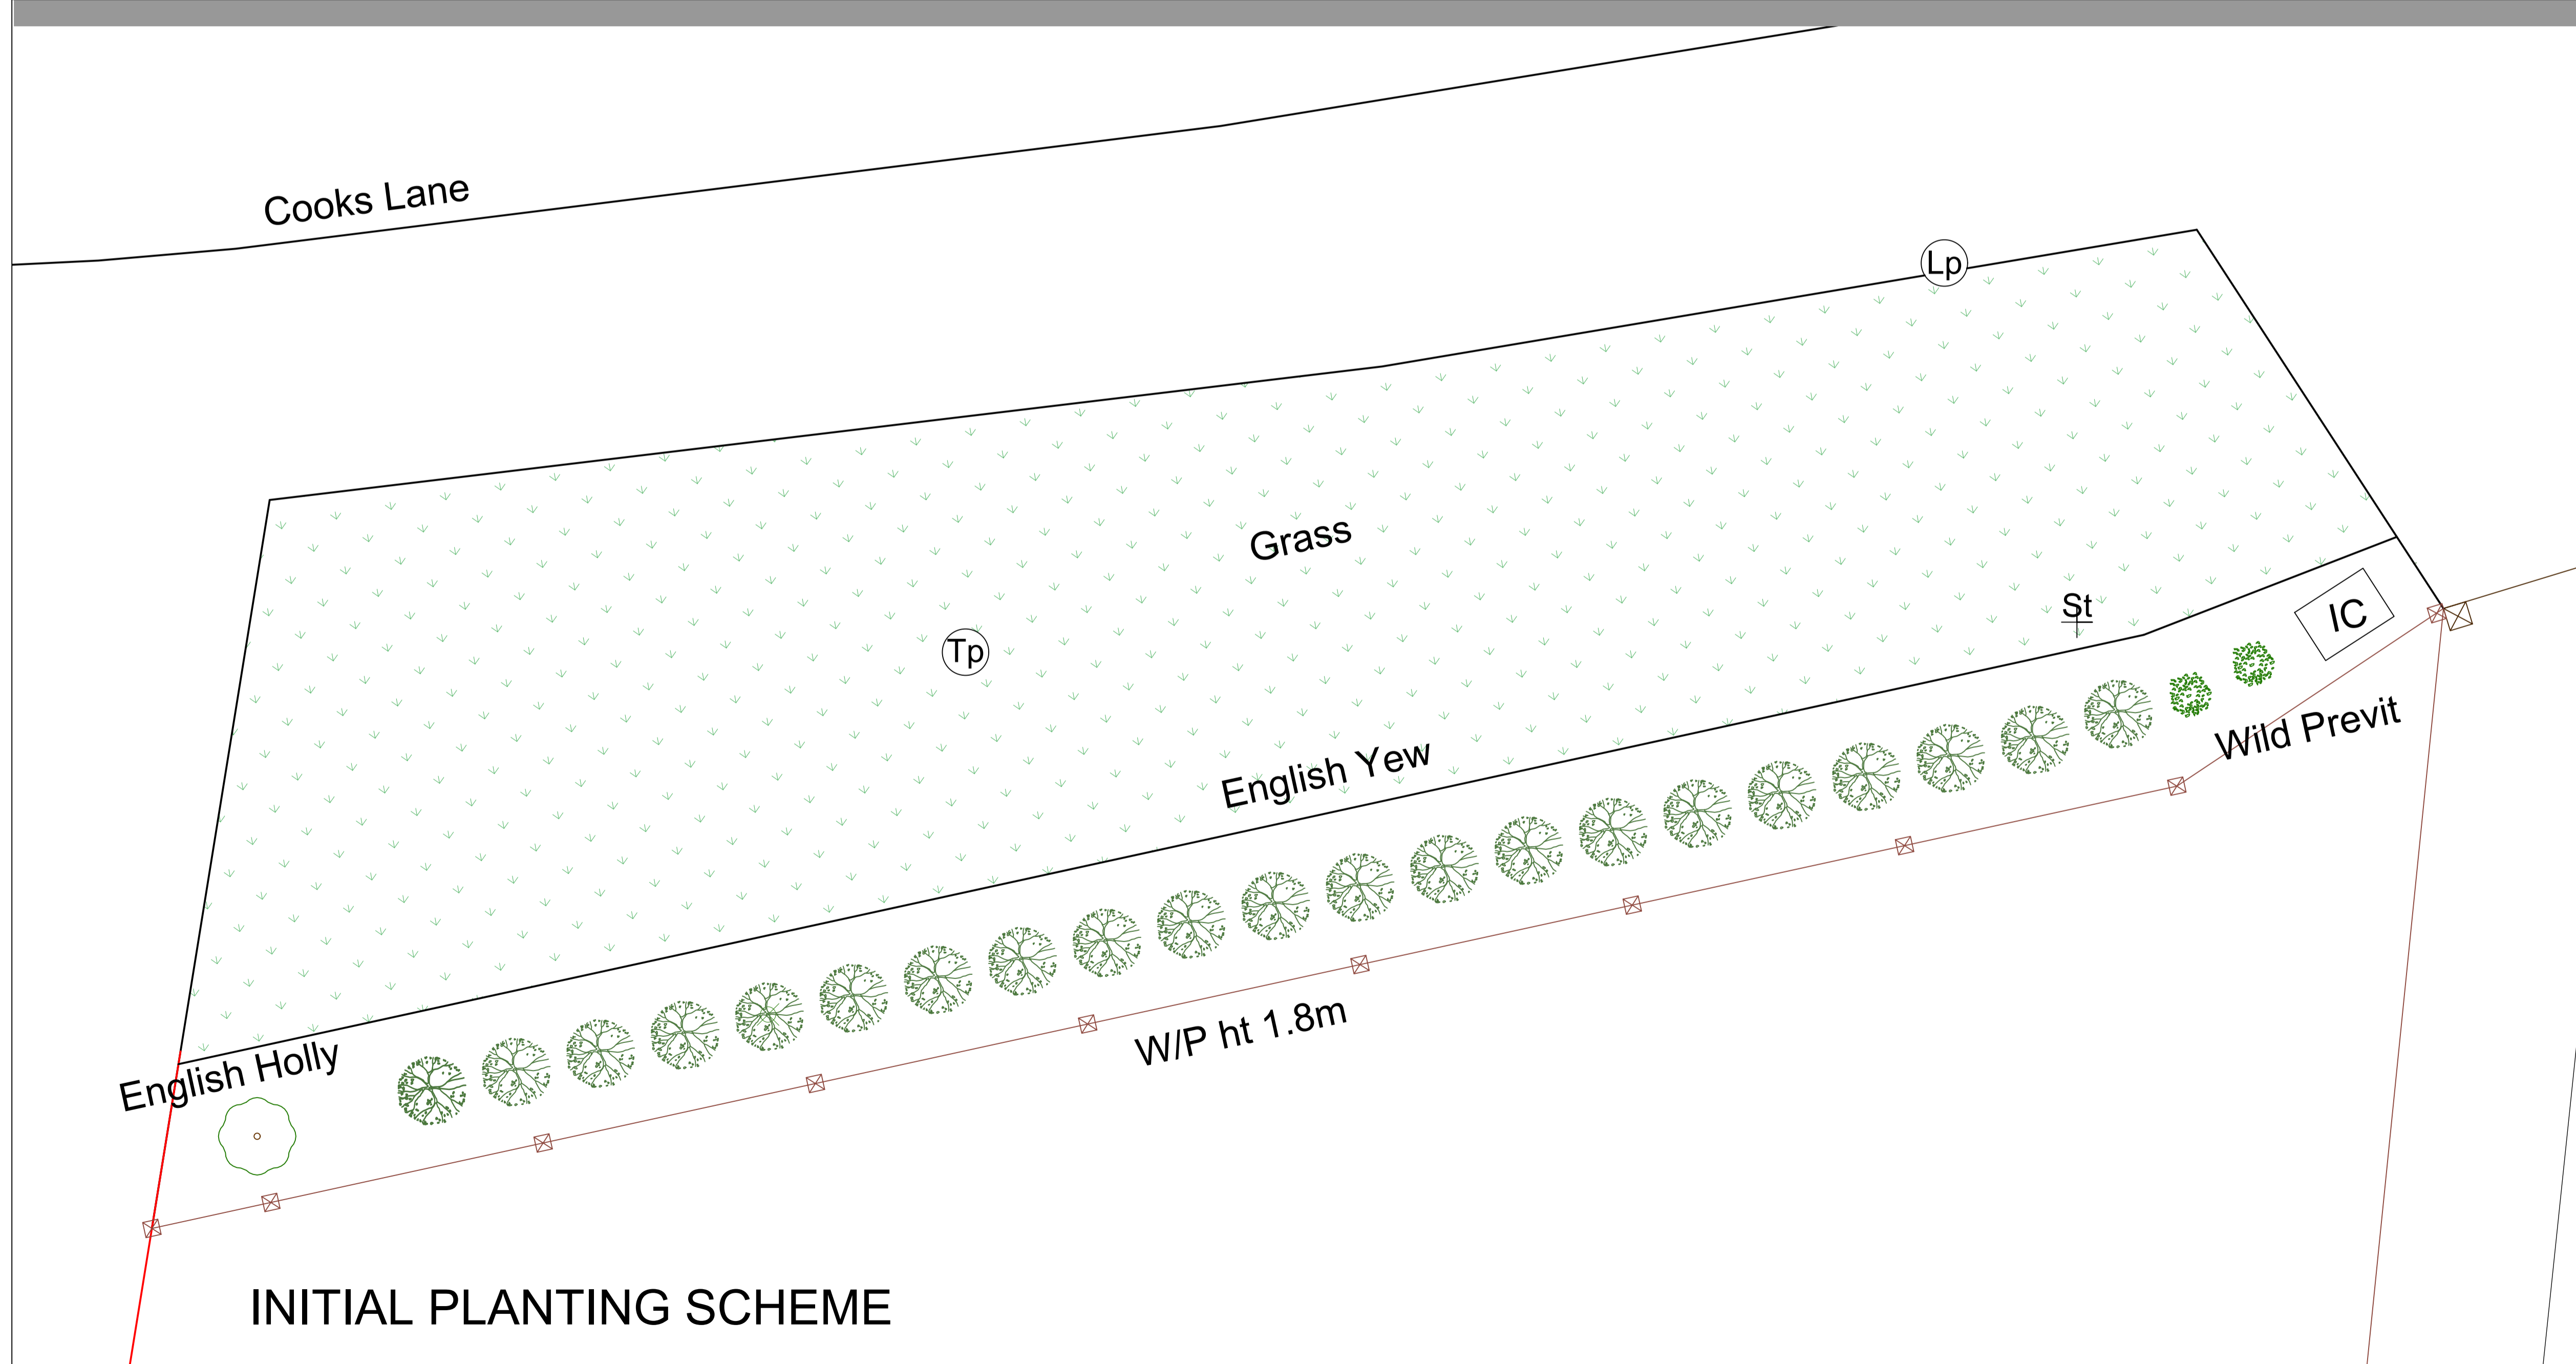 Cooks Lane
Lp
Grass
St
IC
Tp
Wild Previt
English Yew
W/P ht 1.8m
English Holly
INITIAL PLANTING SCHEME